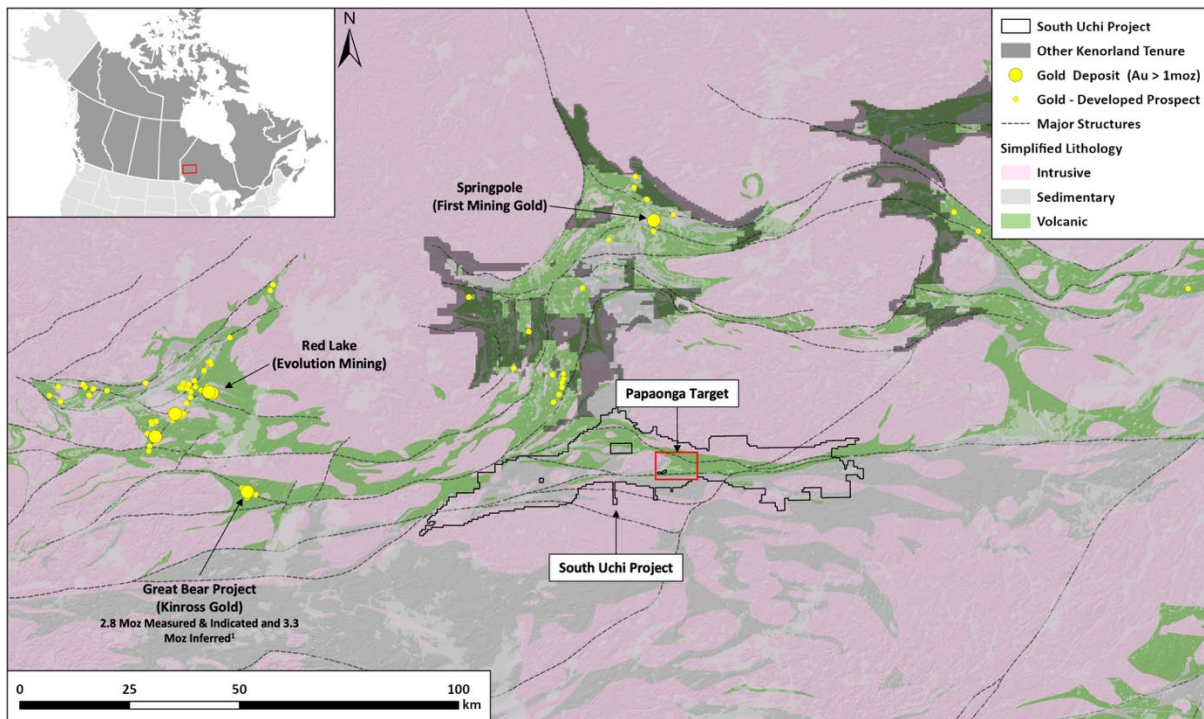 N
South Uchi Project
Other Kenorland Tenure
Gold Deposit (Au > 1moz)
Gold - Developed Prospect
Major Structures
Simplified Lithology
Intrusive
Sedimentary
Volcanic
Springpole
(First Mining Gold)
Red Lake
(Evolution Mining)
Papaonga Target
South Uchi Project
Great Bear Project
(Kinross Gold)
2.8 Moz Measured & Indicated and 3.3
Moz Inferred¹
0 25 50 100
km